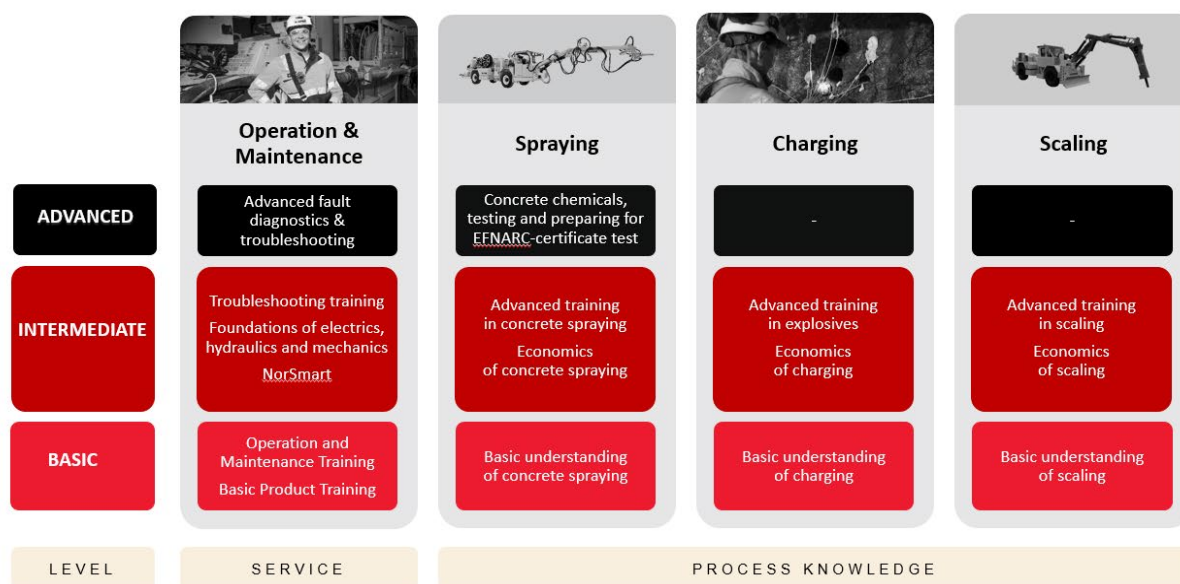 Operation &
Maintenance
Spraying
Charging
Scaling
ADVANCED
Advanced fault
diagnostics &
troubleshooting
Concrete chemicals,
testing and preparing for
EFNARC-certificate test
-
-
INTERMEDIATE
Troubleshooting training
Foundations of electrics,
hydraulics and mechanics
NorSmart
Advanced training
in concrete spraying
Economics
of concrete spraying
Advanced training
in explosives
Economics
of charging
Advanced training
in scaling
Economics
of scaling
BASIC
Operation and
Maintenance Training
Basic Product Training
Basic understanding
of concrete spraying
Basic understanding
of charging
Basic understanding
of scaling
LEVEL
SERVICE
PROCESS KNOWLEDGE